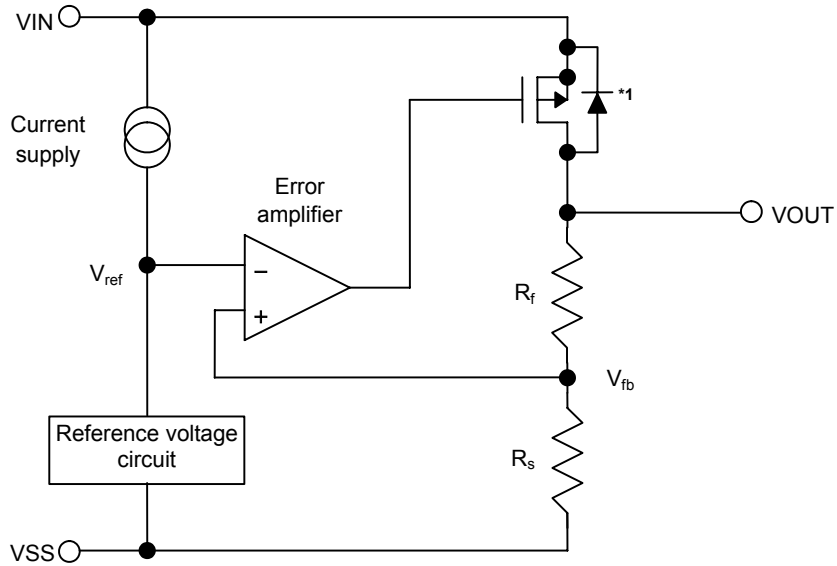 VIN
*1
Current
supply
Error
amplifier
VOUT
Vref
−
+
Rf
Vfb
Reference voltage
circuit
Rs
VSS